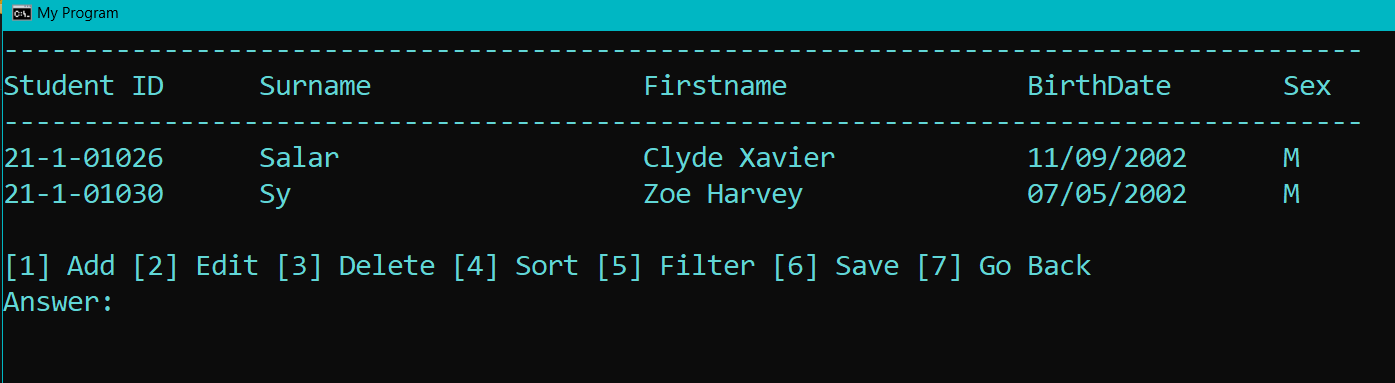 My Program
-------------------------------------------------------------------------------------
Student ID      Surname                 Firstname               BirthDate       Sex
-------------------------------------------------------------------------------------
21-1-01026      Salar                   Clyde Xavier            11/09/2002      M
21-1-01030      Sy                      Zoe Harvey              07/05/2002      M
[1] Add [2] Edit [3] Delete [4] Sort [5] Filter [6] Save [7] Go Back
Answer: